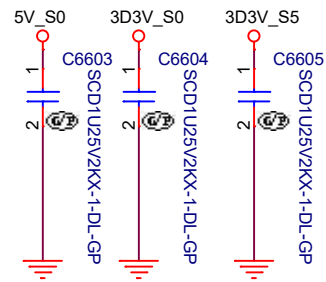 5V_S0 3D3V_S0 3D3V_S5
1 C6603 1 C6604 1 C6605
2 G/P 2 G/P 2 G/P
SCD1U25V2KX-1-DL-GP SCD1U25V2KX-1-DL-GP SCD1U25V2KX-1-DL-GP